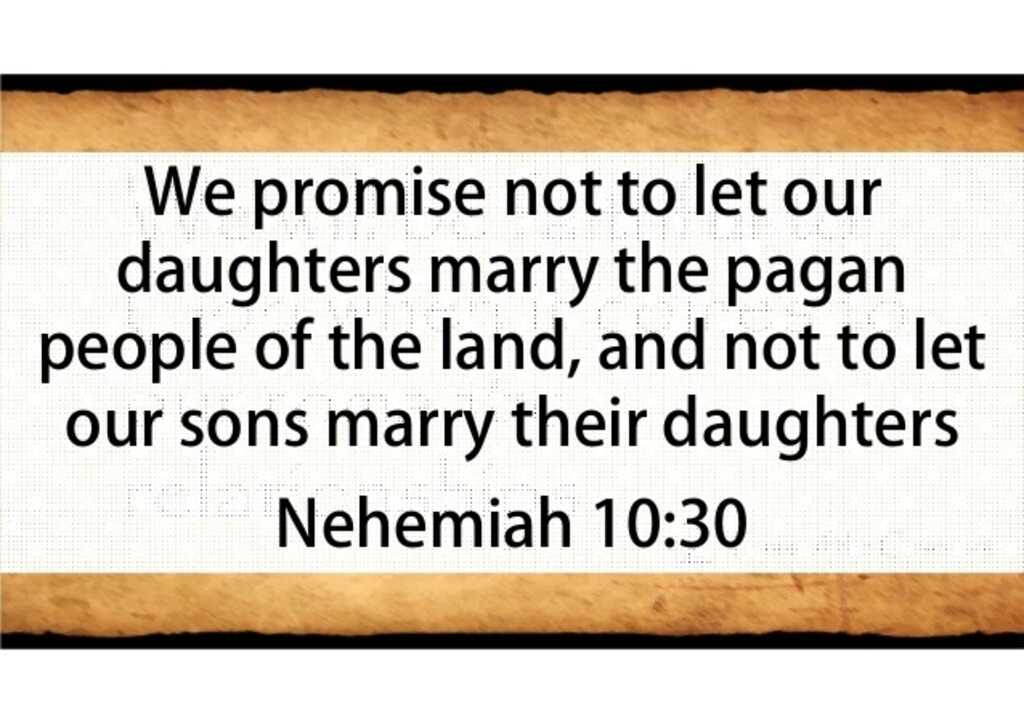 We promise not to let our
daughters marry the pagan
people of the land, and not to let
our sons marry their daughters
Nehemiah 10:30